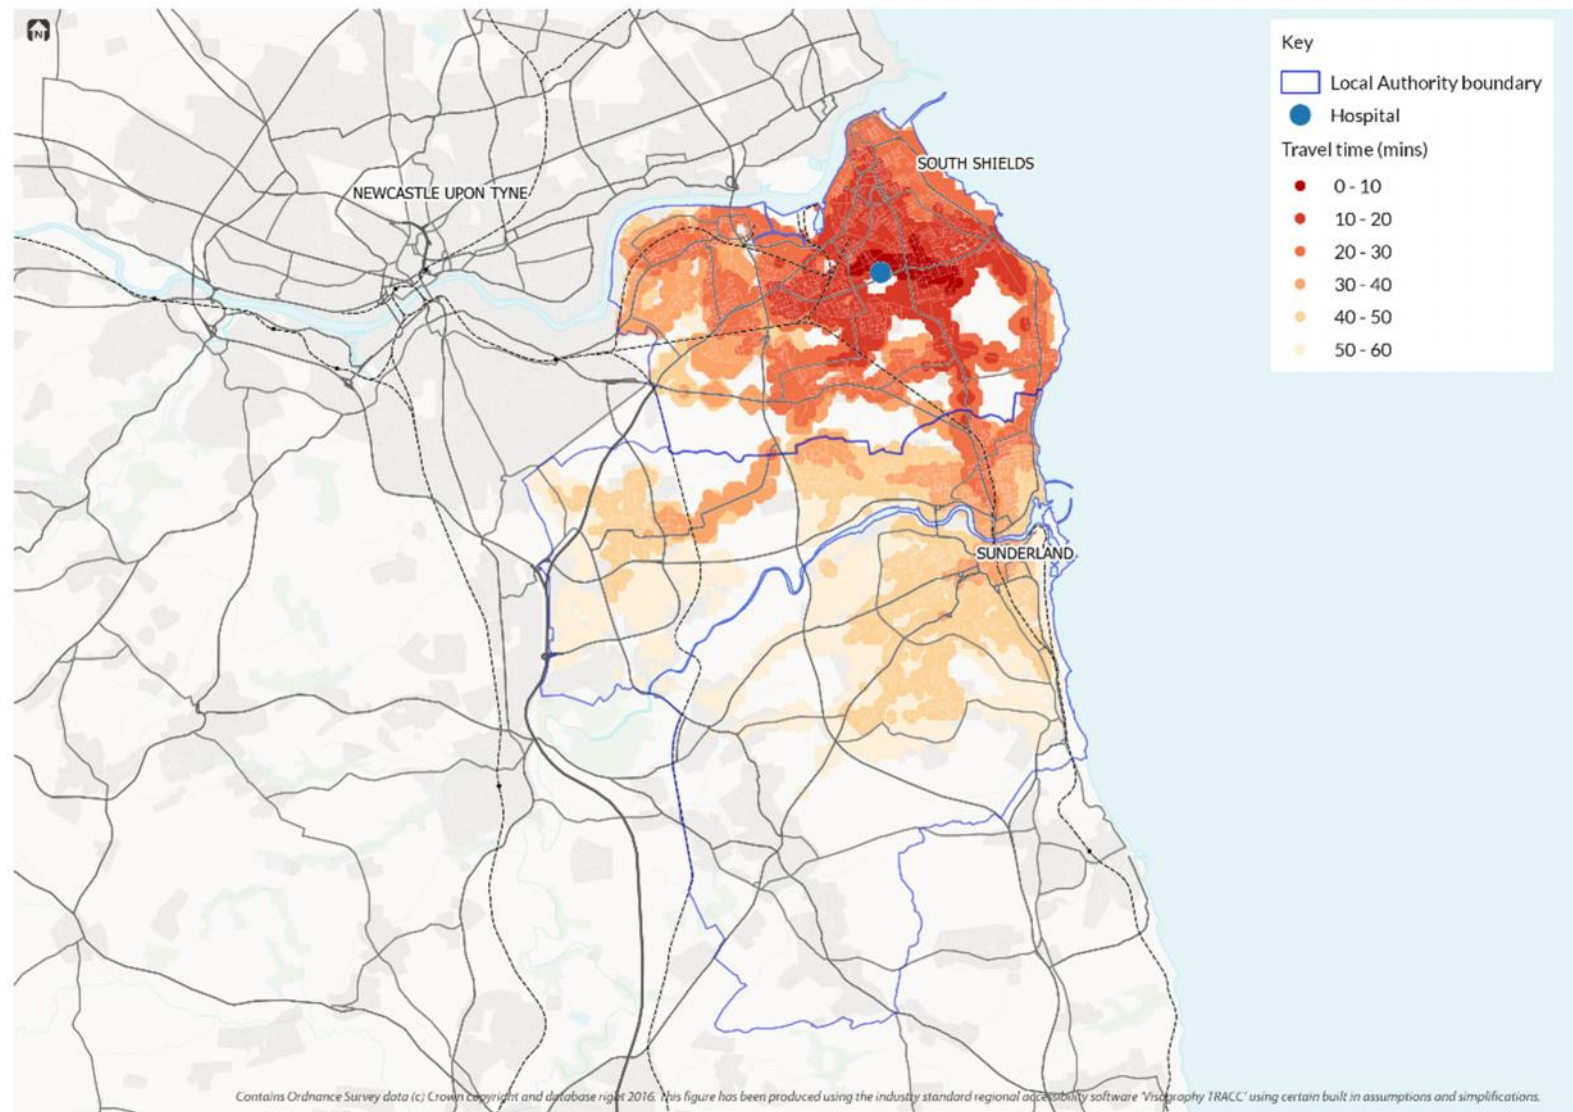 N
Key
Local Authority boundary
Hospital
Travel time (mins)
0 - 10
10 - 20
20 - 30
30 - 40
40 - 50
50 - 60
SOUTH SHIELDS
NEWCASTLE UPON TYNE
SUNDERLAND
Contains Ordnance Survey data (c) Crown copyright and database right 2016. This figure has been produced using the industry standard regional accessibility software 'Visography TRACC' using certain built in assumptions and simplifications.